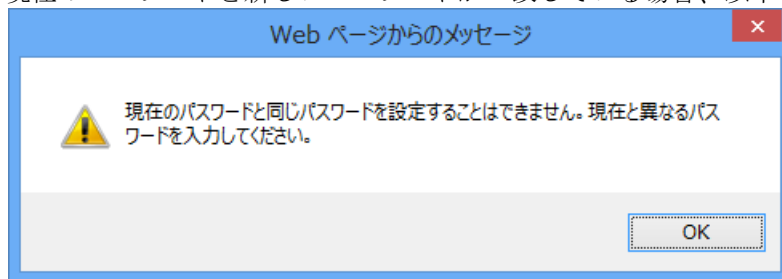 Web ページからのメッセージ
現在のパスワードと同じパスワードを設定することはできません。現在と異なるパス
ワードを入力してください。
OK